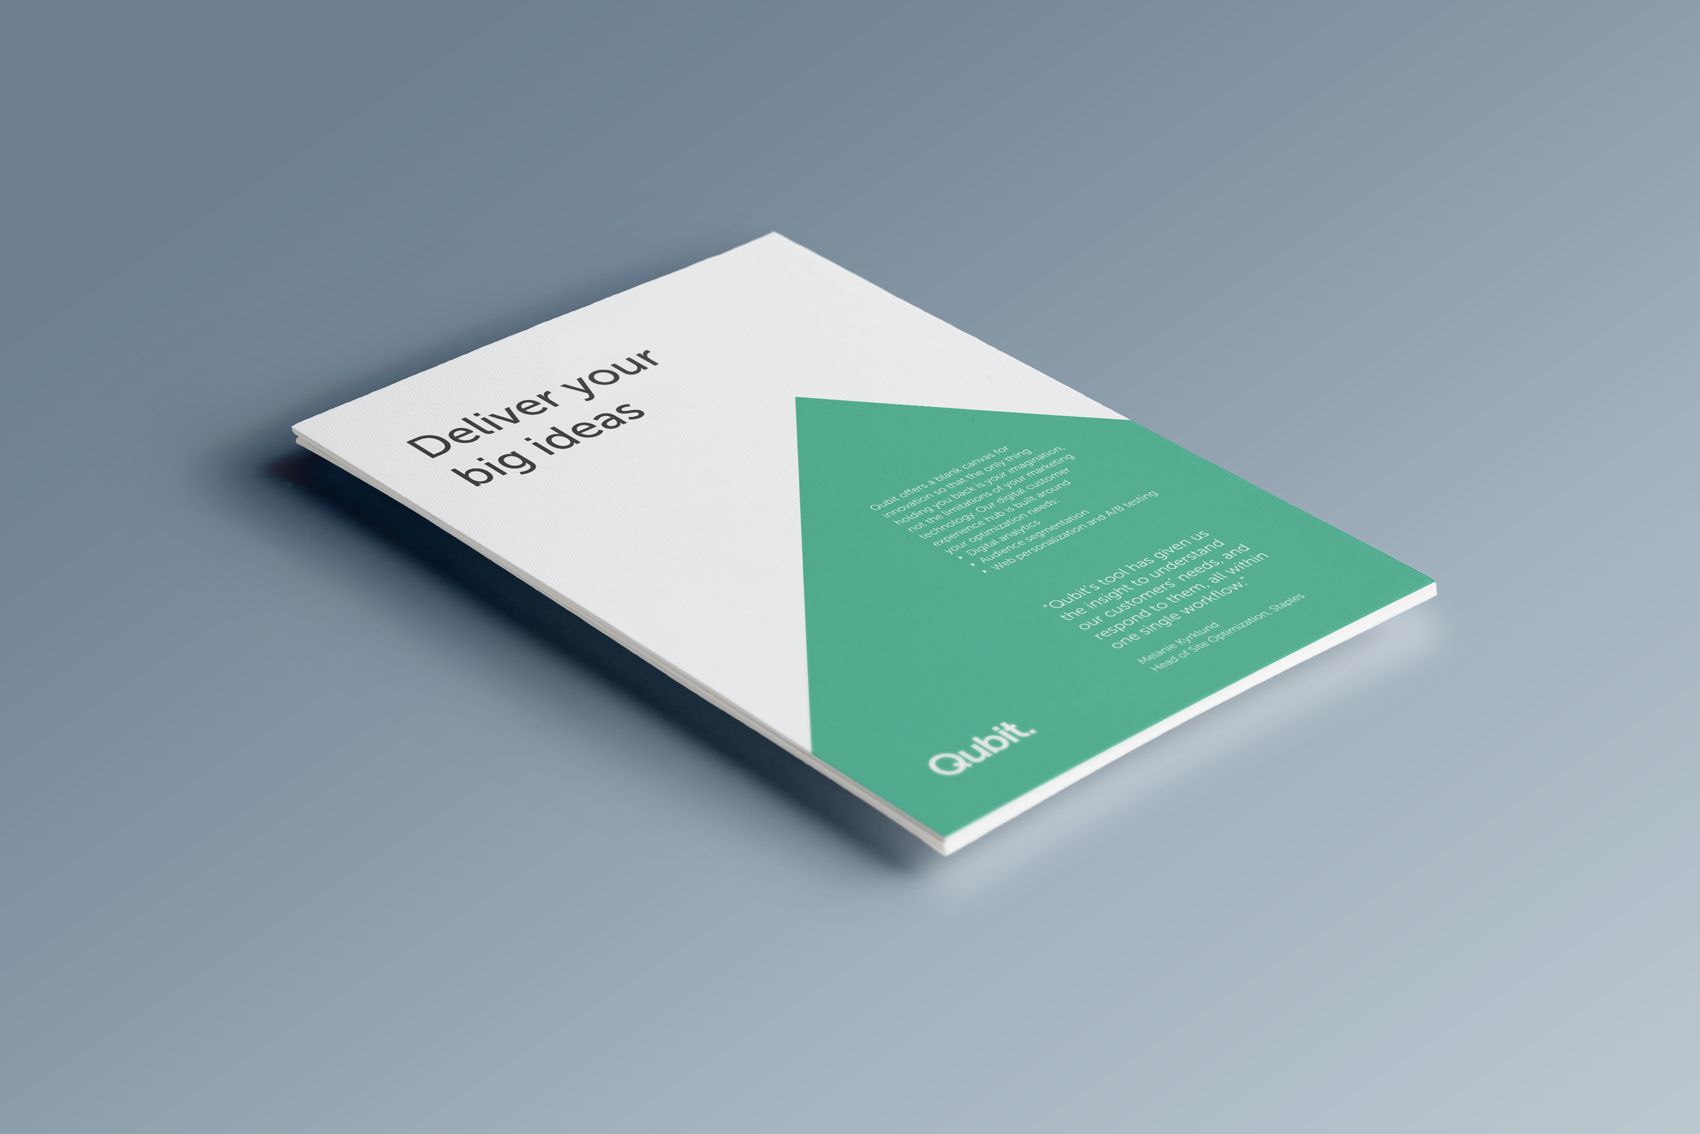 Deliver your
big ideas
Qubit offers a blank canvas for
innovation so that the only thing
holding you back is your imagination,
not the limitations of your marketing
technology. Our digital customer
experience hub is built around
your optimization needs:
• Digital analytics
• Audience segmentation
• Web personalization and A/B testing
“Qubit’s tool has given us
the insight to understand
our customers’ needs, and
respond to them, all within
one single workflow.”
Melanie Kyrklund
Head of Site Optimization, Staples
Qubit.